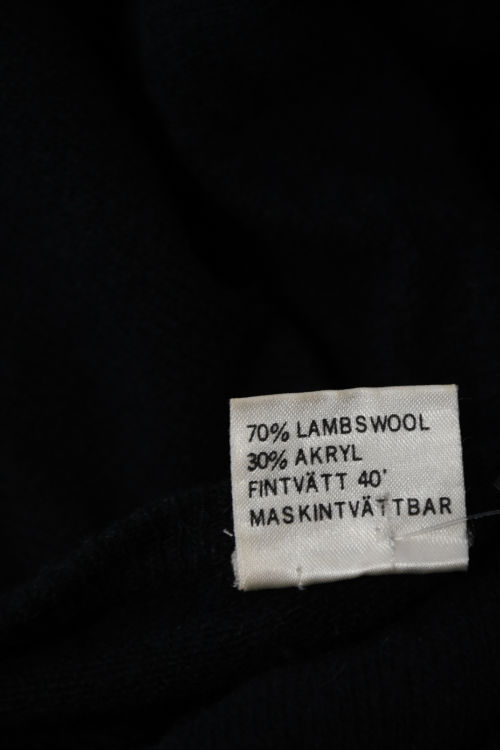 70% LAMBSWOOL
30% AKRYL
FINTVÄTT 40°
MASKINTVÄTTBAR